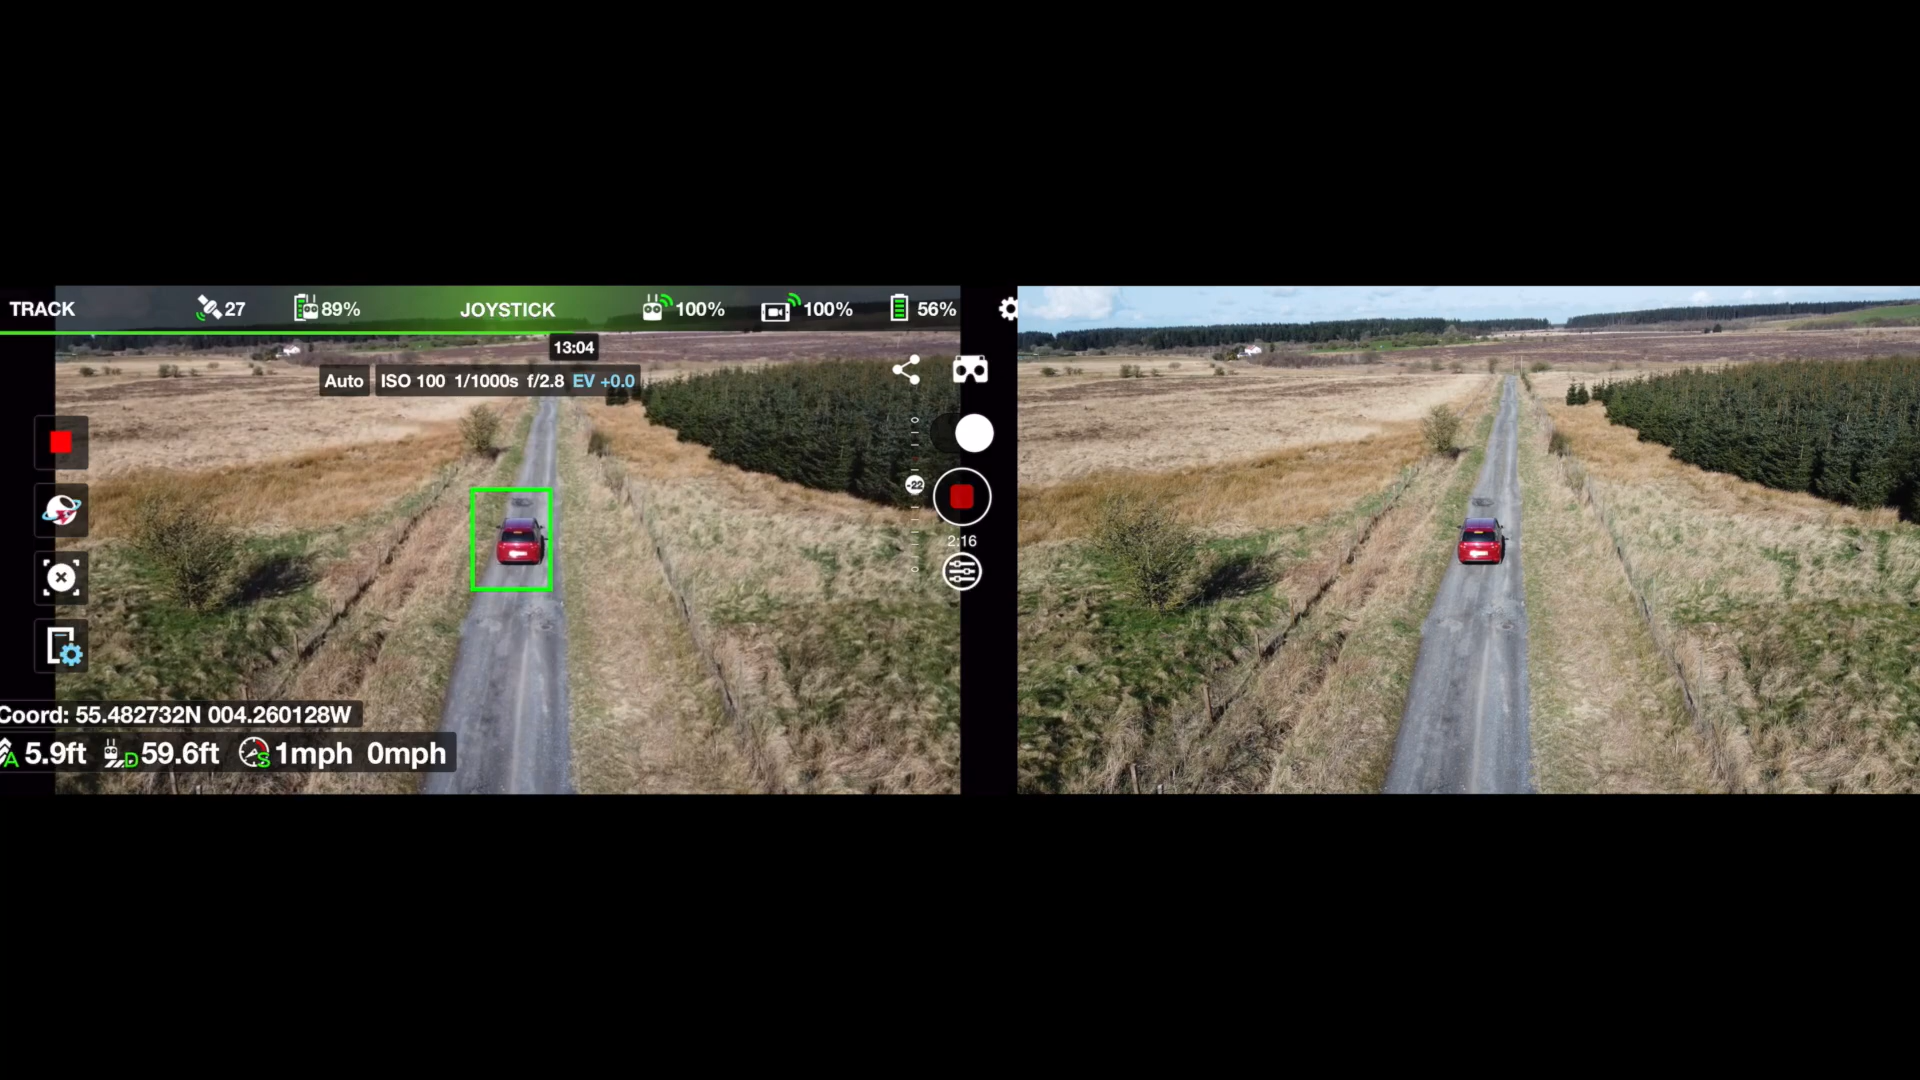 TRACK 27 89% JOYSTICK 100% 100% 56%
13:04
Auto ISO 100 1/1000s f/2.8 EV +0.0
-22
2:16
Coord: 55.482732N 004.260128W
A 5.9ft D 59.6ft S 1mph 0mph